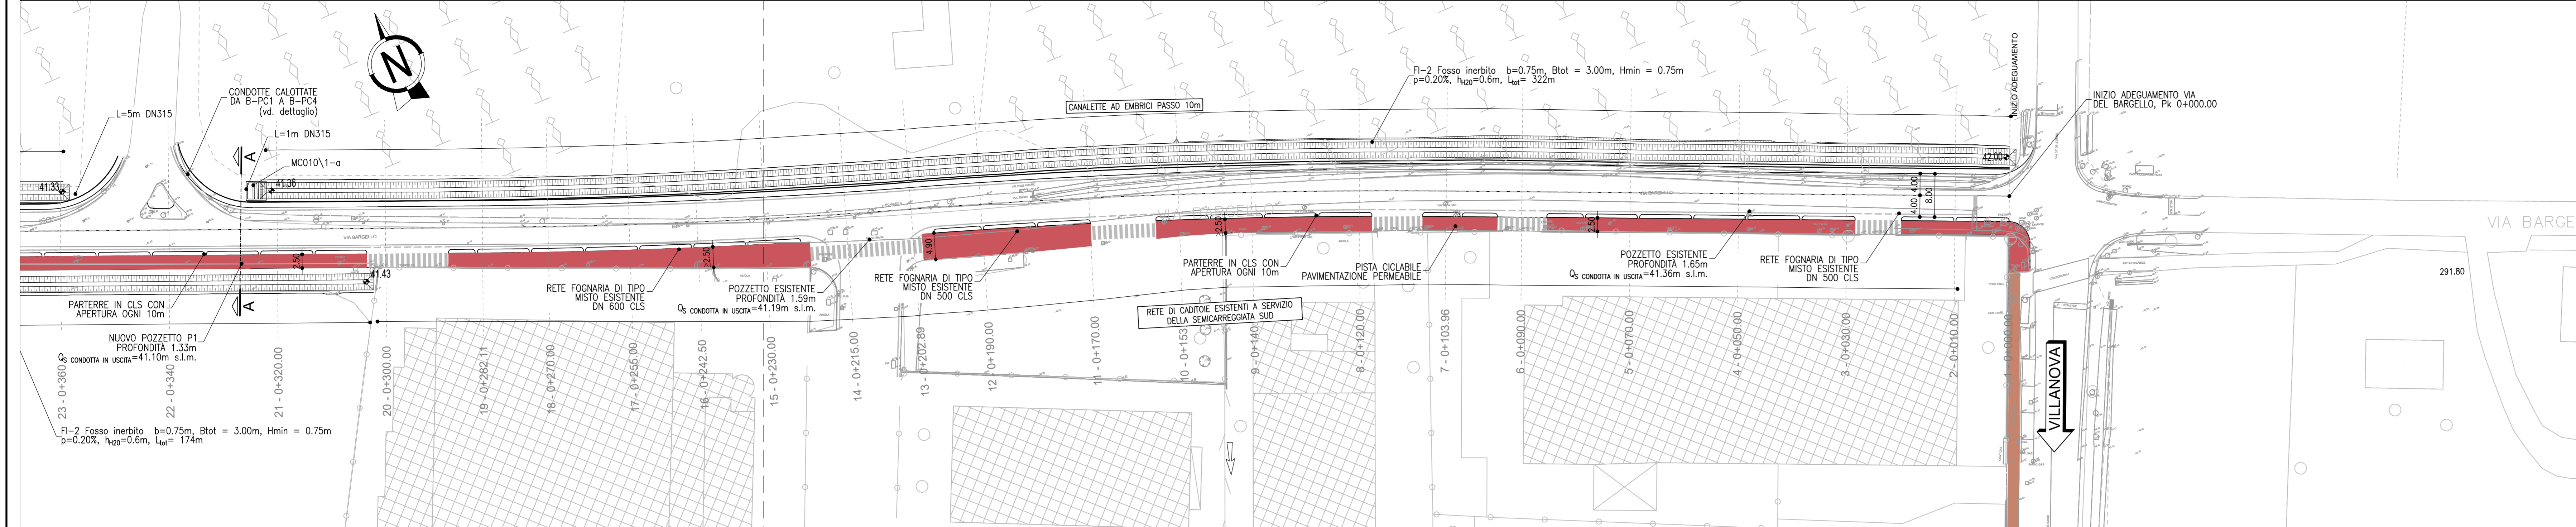 N
INIZIO ADEGUAMENTO
FI-2 Fosso inerbito b=0.75m, Btot = 3.00m, Hmin = 0.75m
p=0.20%, hH20=0.6m, Ltot= 322m
CANALETTE AD EMBRICI PASSO 10m
INIZIO ADEGUAMENTO VIA
DEL BARGELLO, Pk 0+000.00
CONDOTTE CALOTTATE
DA B-PC1 A B-PC4
(vd. dettaglio)
L=5m DN315
L=1m DN315
MC010\1-a
A
41.33
41.36
42.00
4.00
4.00
8.00
VIA BARGELLO
VIA BARGELLO
VIA BARGELLO
VIA BARGE
2.50
≥2.50
4.90
≥2.50
2.50
41.43
A
PARTERRE IN CLS CON
APERTURA OGNI 10m
NUOVO POZZETTO P1
PROFONDITÀ 1.33m
QS CONDOTTA IN USCITA=41.10m s.l.m.
RETE FOGNARIA DI TIPO
MISTO ESISTENTE
DN 600 CLS
POZZETTO ESISTENTE
PROFONDITÀ 1.59m
QS CONDOTTA IN USCITA=41.19m s.l.m.
RETE FOGNARIA DI TIPO
MISTO ESISTENTE
DN 500 CLS
PARTERRE IN CLS CON
APERTURA OGNI 10m
PISTA CICLABILE
PAVIMENTAZIONE PERMEABILE
POZZETTO ESISTENTE
PROFONDITÀ 1.65m
QS CONDOTTA IN USCITA=41.36m s.l.m.
RETE FOGNARIA DI TIPO
MISTO ESISTENTE
DN 500 CLS
RETE DI CADITOIE ESISTENTI A SERVIZIO
DELLA SEMICARREGGIATA SUD
291.80
23 - 0+360
22 - 0+340
21 - 0+320.00
20 - 0+300.00
19 - 0+282.11
18 - 0+270.00
17 - 0+255.00
16 - 0+242.50
15 - 0+230.00
14 - 0+215.00
13 - 0+202.89
12 - 0+190.00
11 - 0+170.00
10 - 0+153
9 - 0+140
8 - 0+120.00
7 - 0+103.96
6 - 0+090.00
5 - 0+070.00
4 - 0+050.00
3 - 0+030.00
2 - 0+010.00
1 - 0+000.00
VILLANOVA
FI-2 Fosso inerbito b=0.75m, Btot = 3.00m, Hmin = 0.75m
p=0.20%, hH20=0.6m, Ltot= 174m